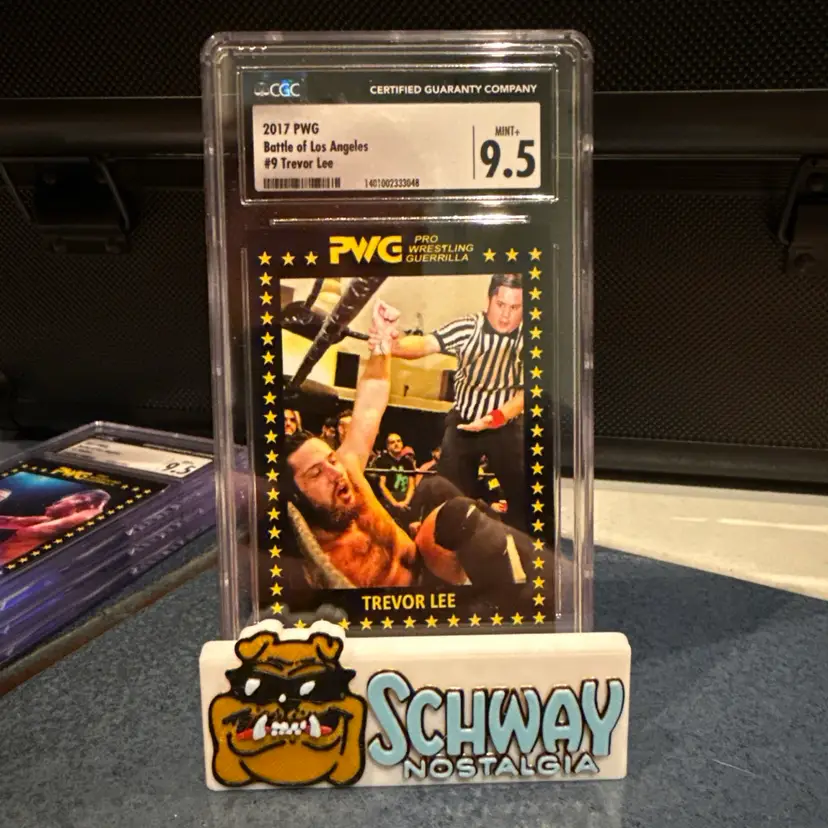 CGC
CERTIFIED GUARANTY COMPANY
2017 PWG
Battle of Los Angeles
#9 Trevor Lee
MINT+
9.5
1401002333048
PWG
PRO
WRESTLING
GUERRILLA
TREVOR LEE
PWG
9.5
SCHWAY
NOSTALGIA